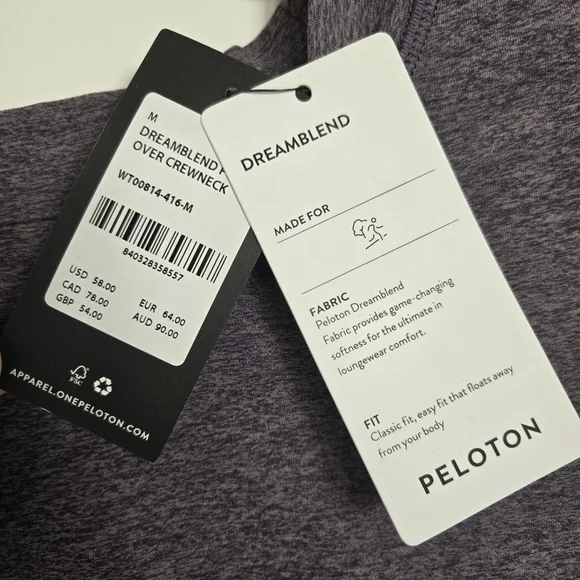 M
DREAMBLEND
OVER CREWNECK
WT00814-416-M
840328358557
USD 58.00
CAD 78.00
GBP 54.00
EUR 64.00
AUD 90.00
FSC
APPAREL.ONEPELOTON.COM
DREAMBLEND
MADE FOR
FABRIC
Peloton Dreamblend
Fabric provides game-changing
softness for the ultimate in
loungewear comfort.
FIT
Classic fit, easy fit that floats away
from your body
PELOTON